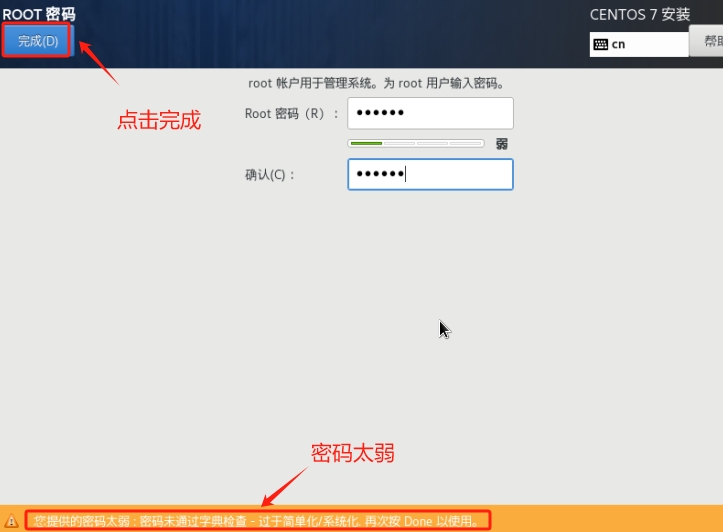 ROOT 密码
CENTOS 7 安装
完成(D)
cn
帮助
点击完成
root 帐户用于管理系统。为 root 用户输入密码。
Root 密码（R）：
弱
确认(C)：
密码太弱
您提供的密码太弱：密码未通过字典检查 - 过于简单化/系统化. 再次按 Done 以使用。